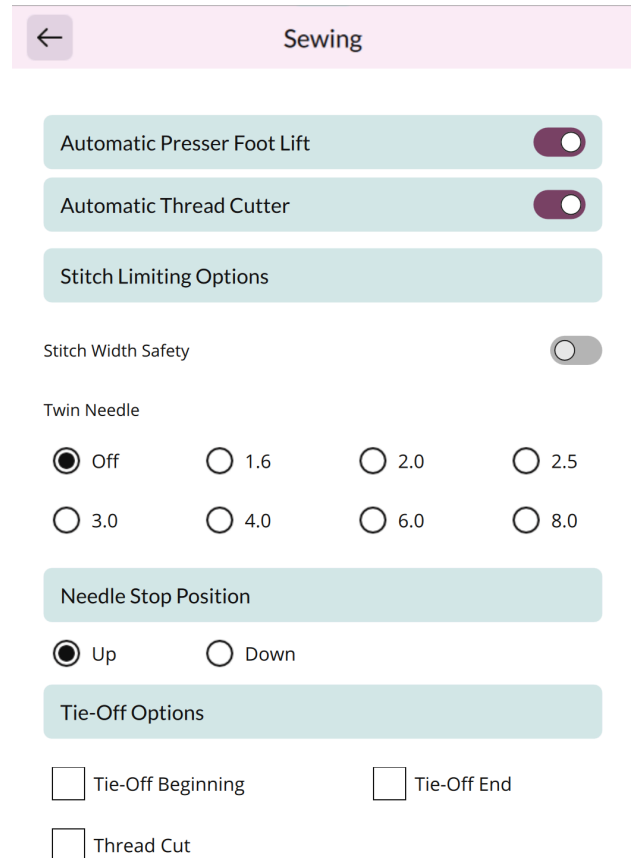 Sewing
Automatic Presser Foot Lift
Automatic Thread Cutter
Stitch Limiting Options
Stitch Width Safety
Twin Needle
Off 1.6 2.0 2.5
3.0 4.0 6.0 8.0
Needle Stop Position
Up Down
Tie-Off Options
Tie-Off Beginning Tie-Off End
Thread Cut